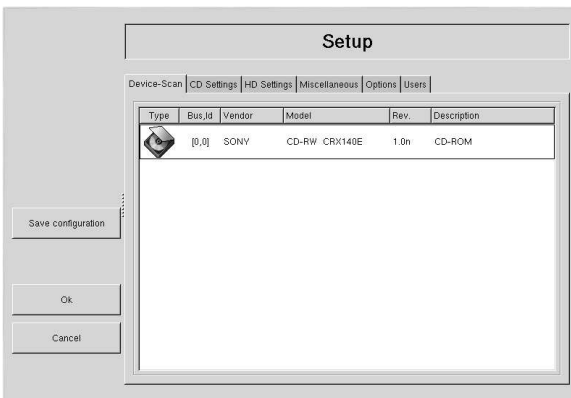 Setup
Device-Scan CD Settings HD Settings Miscellaneous Options Users
Type Bus,Id Vendor Model Rev. Description
[0,0] SONY CD-RW CRX140E 1.0n CD-ROM
Save configuration
Ok
Cancel